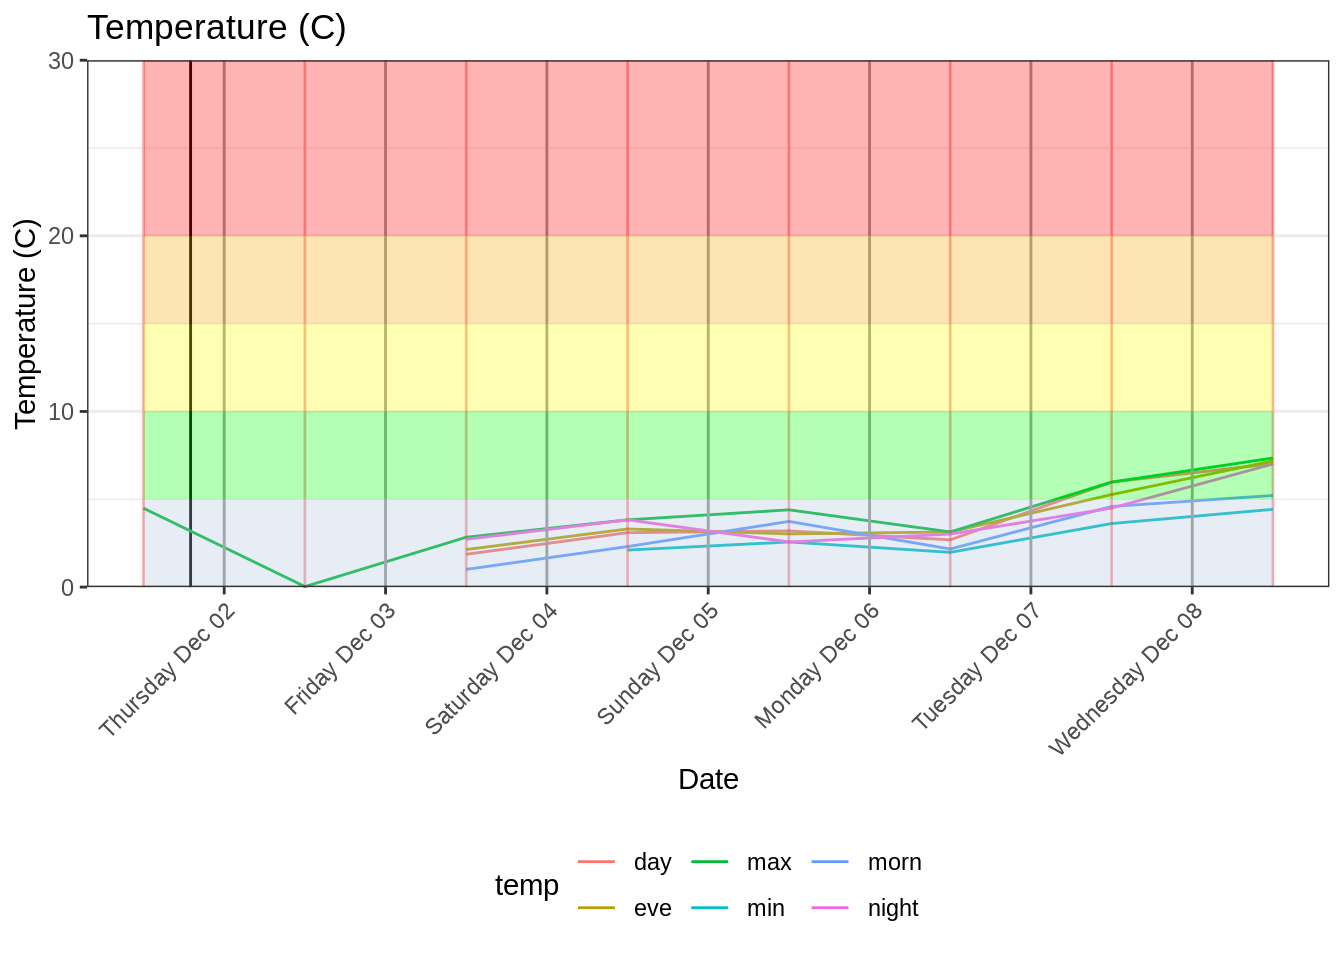 Temperature (C)
30
20
10
0
Temperature (C)
Thursday Dec 02
Friday Dec 03
Saturday Dec 04
Sunday Dec 05
Monday Dec 06
Tuesday Dec 07
Wednesday Dec 08
Date
temp
day max morn
eve min night